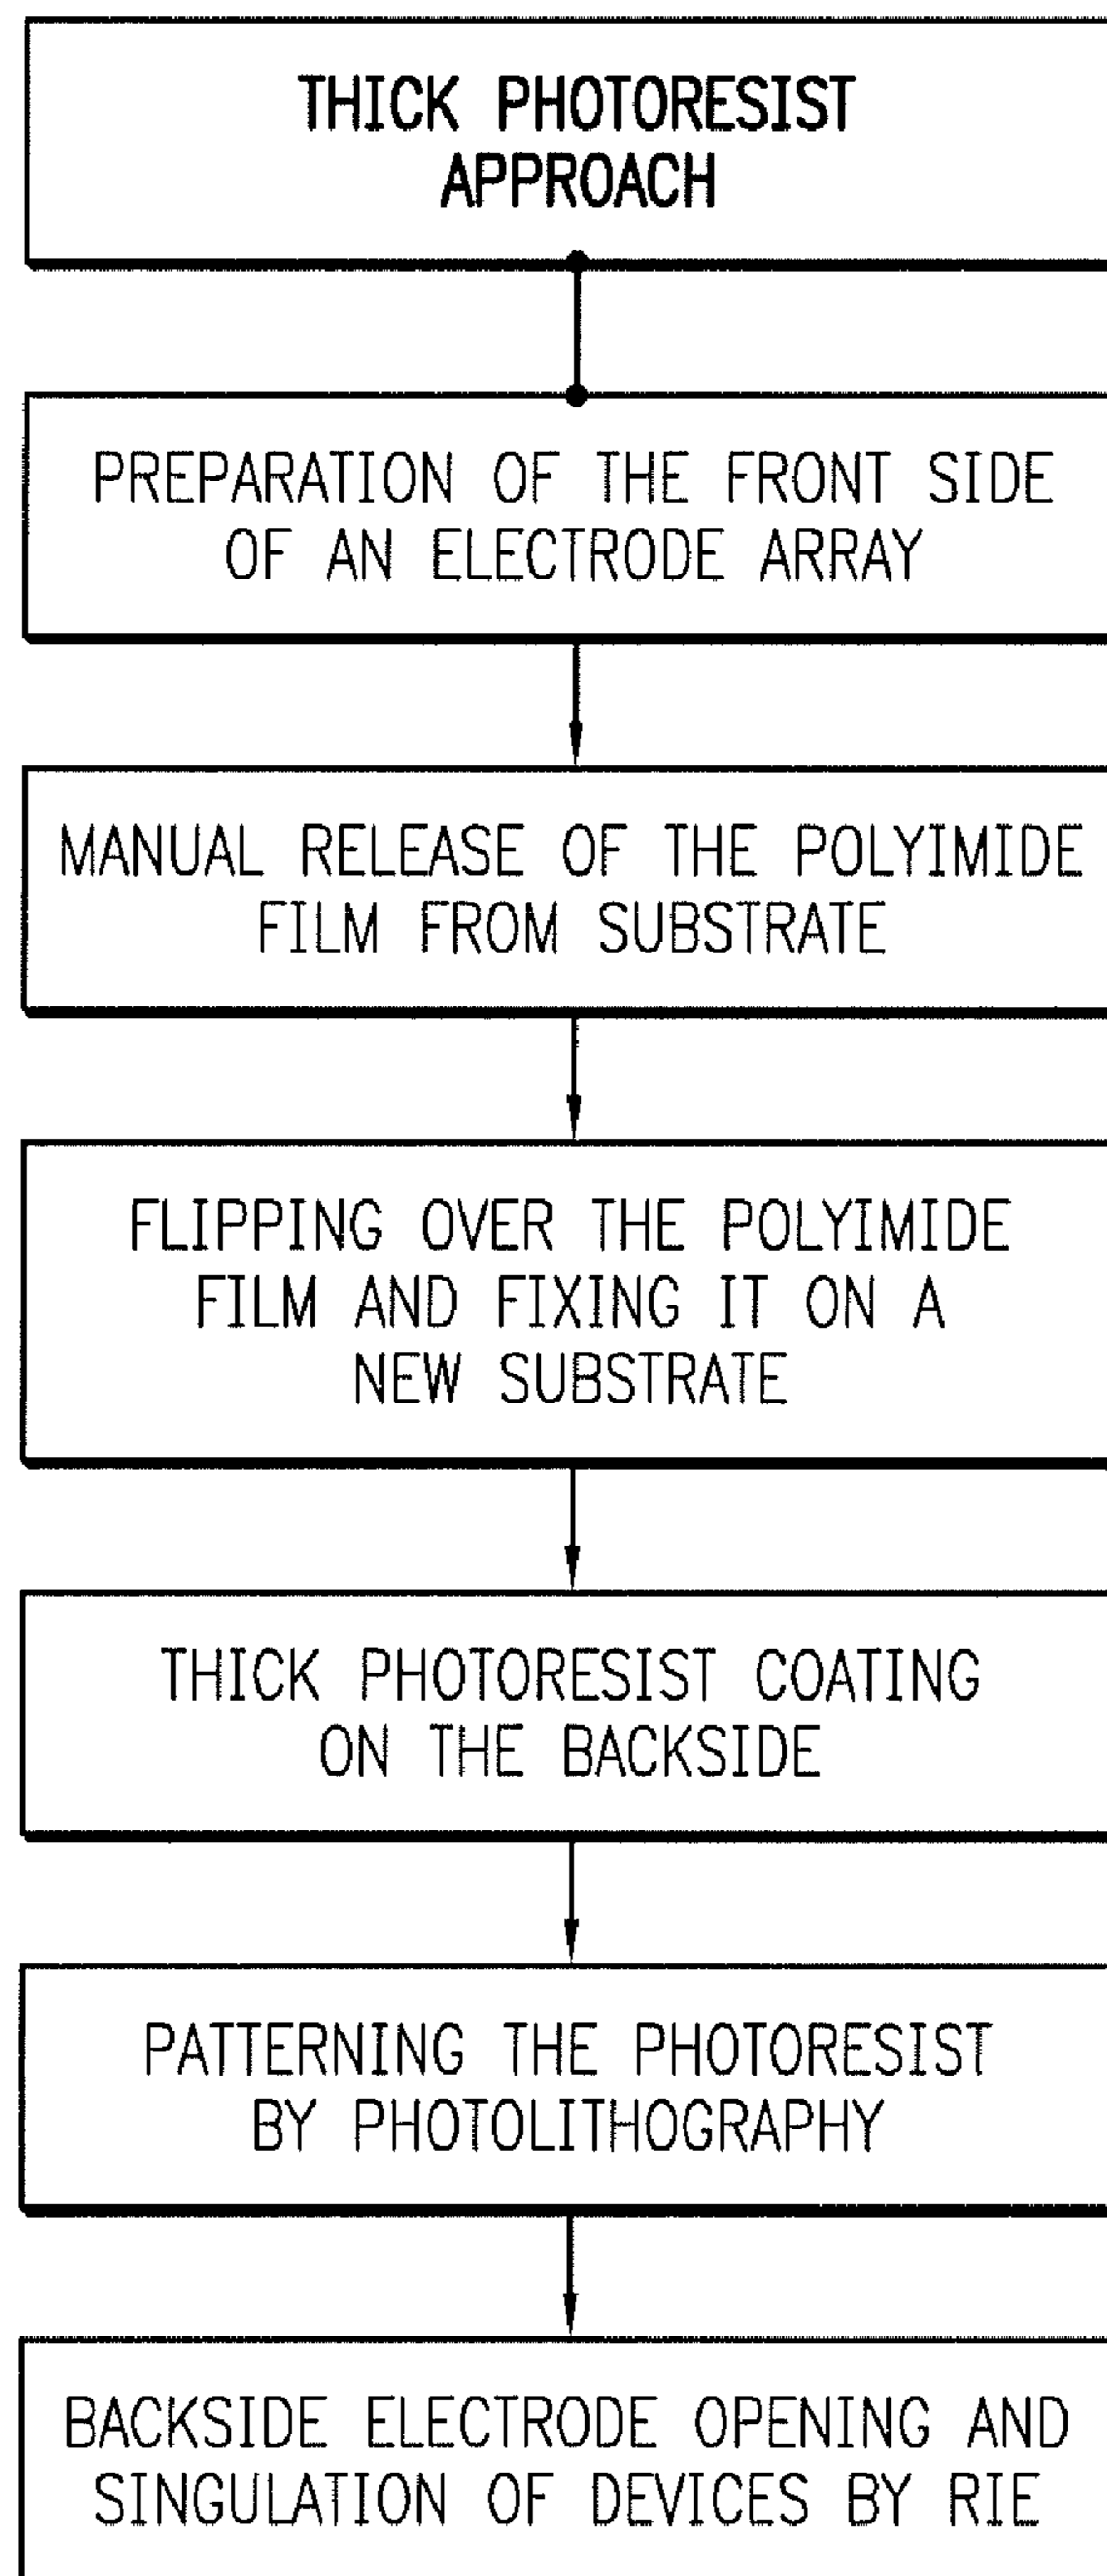 THICK PHOTORESIST
APPROACH
PREPARATION OF THE FRONT SIDE
OF AN ELECTRODE ARRAY
MANUAL RELEASE OF THE POLYIMIDE
FILM FROM SUBSTRATE
FLIPPING OVER THE POLYIMIDE
FILM AND FIXING IT ON A
NEW SUBSTRATE
THICK PHOTORESIST COATING
ON THE BACKSIDE
PATTERNING THE PHOTORESIST
BY PHOTOLITHOGRAPHY
BACKSIDE ELECTRODE OPENING AND
SINGULATION OF DEVICES BY RIE